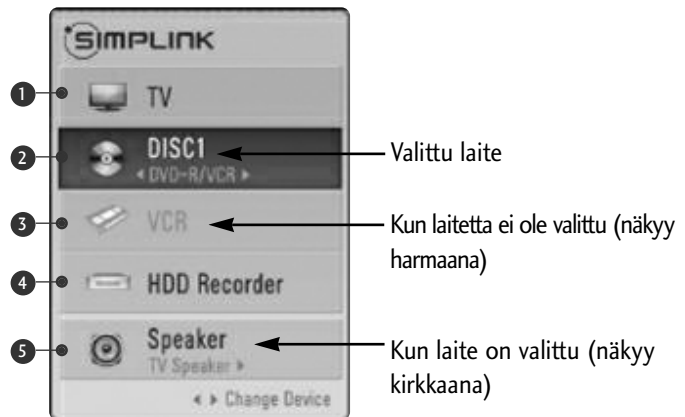 SIMPLINK
1 TV
2 DISC1
◂ DVD-R/VCR ▸
Valittu laite
3 VCR
Kun laitetta ei ole valittu (näkyy
harmaana)
4 HDD Recorder
5 Speaker
TV Speaker ▸
Kun laite on valittu (näkyy
kirkkaana)
◂ ▸ Change Device